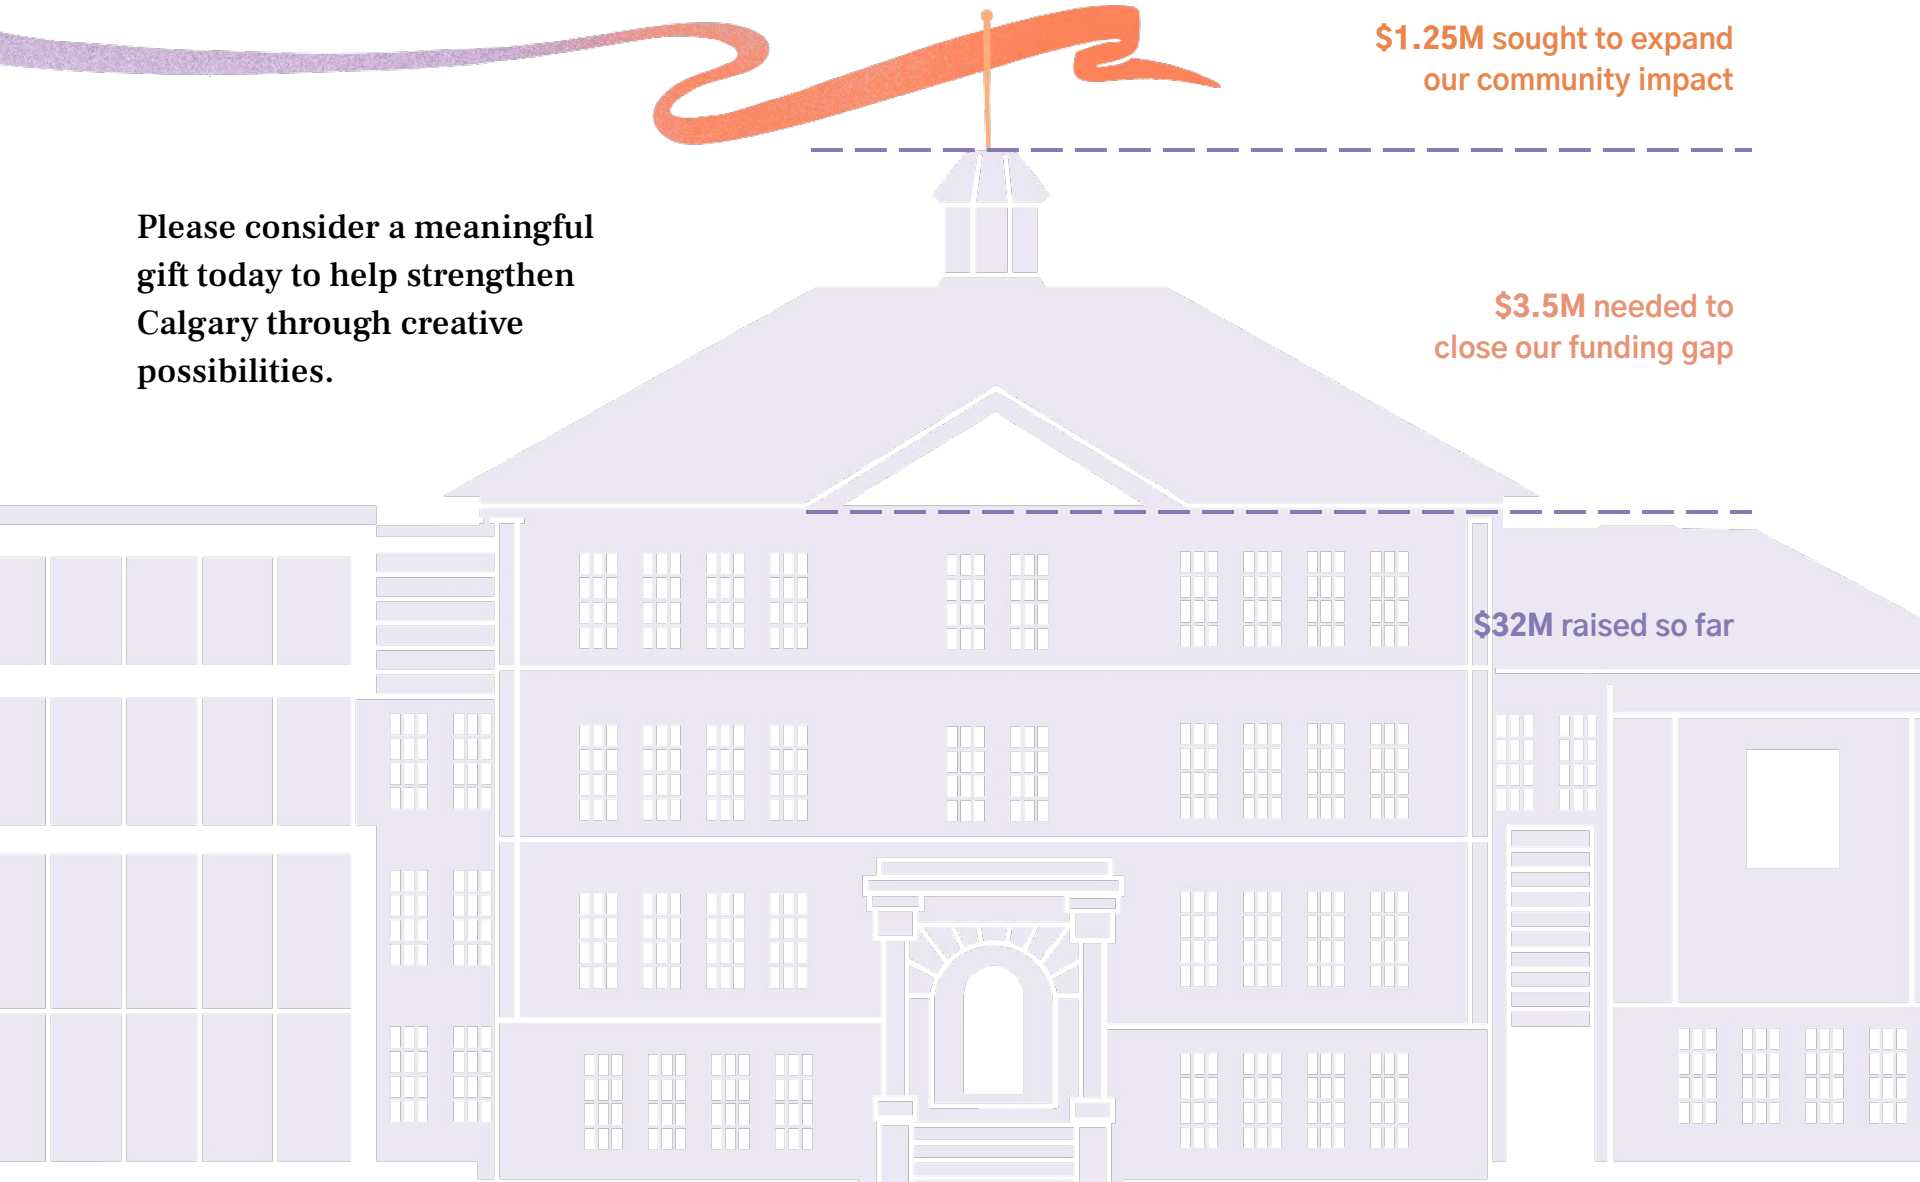 $1.25M sought to expand
our community impact
Please consider a meaningful
gift today to help strengthen
Calgary through creative
possibilities.
$3.5M needed to
close our funding gap
$32M raised so far